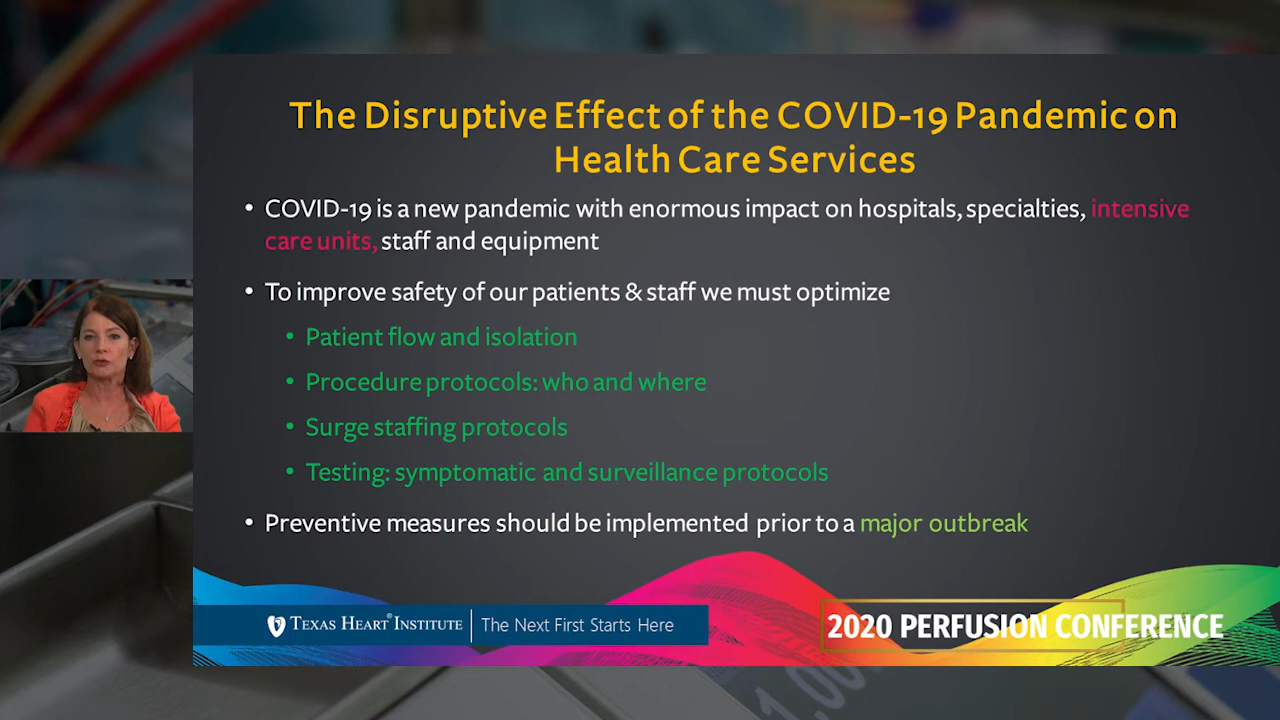 The Disruptive Effect of the COVID-19 Pandemic on
Health Care Services
• COVID-19 is a new pandemic with enormous impact on hospitals, specialties, intensive
care units, staff and equipment
• To improve safety of our patients & staff we must optimize
• Patient flow and isolation
• Procedure protocols: who and where
• Surge staffing protocols
• Testing: symptomatic and surveillance protocols
• Preventive measures should be implemented prior to a major outbreak
TEXAS HEART® INSTITUTE | The Next First Starts Here
2020 PERFUSION CONFERENCE